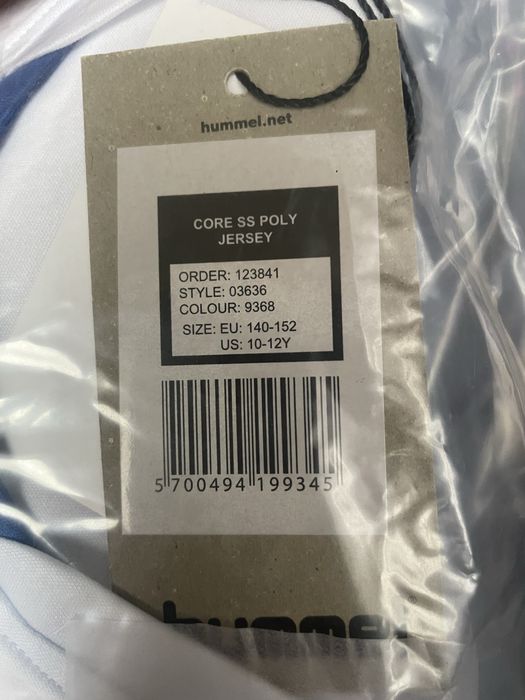 hummel.net
CORE SS POLY
JERSEY
ORDER: 123841
STYLE: 03636
COLOUR: 9368
SIZE: EU: 140-152
US: 10-12Y
5 700494 199345
hummel